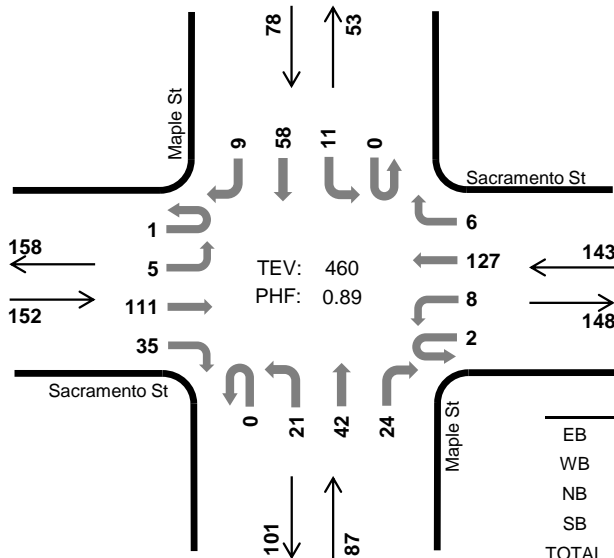 78
53
Maple St
9
58
11
0
Sacramento St
1
6
158
5
TEV: 460
127
143
152
111
PHF: 0.89
8
148
35
2
Sacramento St
0
21
42
24
Maple St
EB
WB
NB
SB
TOTAL
101
87